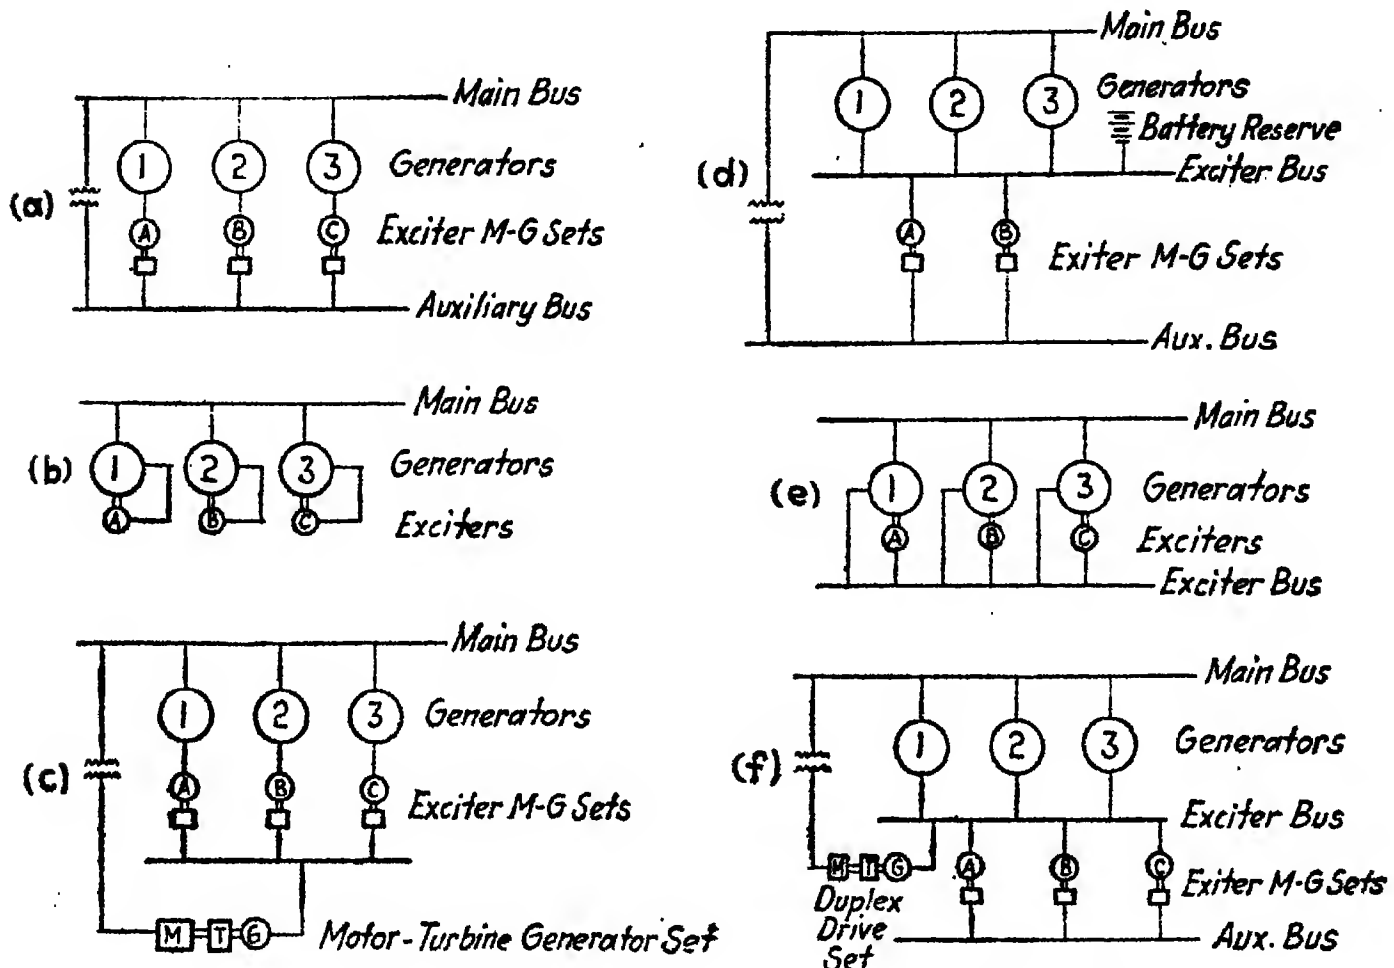 (a)
Main Bus
1 2 3 Generators
A B C Exciter M-G Sets
Auxiliary Bus
(b)
Main Bus
1 2 3 Generators
A B C Exciters
(c)
Main Bus
1 2 3 Generators
A B C Exciter M-G Sets
M T G Motor-Turbine Generator Set
(d)
Main Bus
1 2 3 Generators
Battery Reserve
Exciter Bus
A B Exiter M-G Sets
Aux. Bus
(e)
Main Bus
1 2 3 Generators
A B C Exciters
Exciter Bus
(f)
Main Bus
1 2 3 Generators
Exciter Bus
M T G A B C Exiter M-G Sets
Duplex
Drive
Set
Aux. Bus